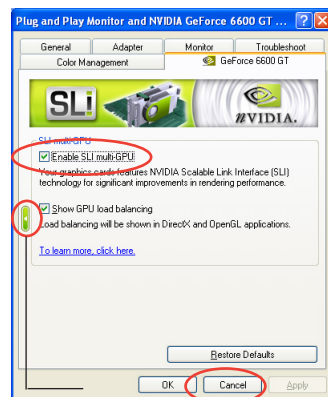 Plug and Play Monitor and NVIDIA GeForce 6600 GT ...
General Adapter Monitor Troubleshoot
Color Management GeForce 6600 GT
SLI
NVIDIA.
SLI multi-GPU
Enable SLI multi-GPU
Your graphics cards features NVIDIA Scalable Link Interface (SLI)
technology for significant improvements in rendering performance.
Show GPU load balancing
Load balancing will be shown in DirectX and OpenGL applications.
To learn more, click here.
Restore Defaults
OK Cancel Apply